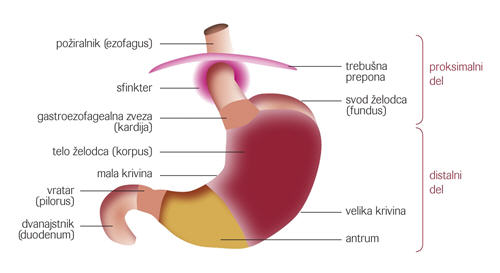 požiralnik (ezofagus)
sfinkter
gastroezofagealna zveza
(kardija)
telo želodca (korpus)
mala krivina
vratar
(pilorus)
dvanajstnik
(duodenum)
trebušna
prepona
svod želodca
(fundus)
velika krivina
antrum
proksimalni
del
distalni
del